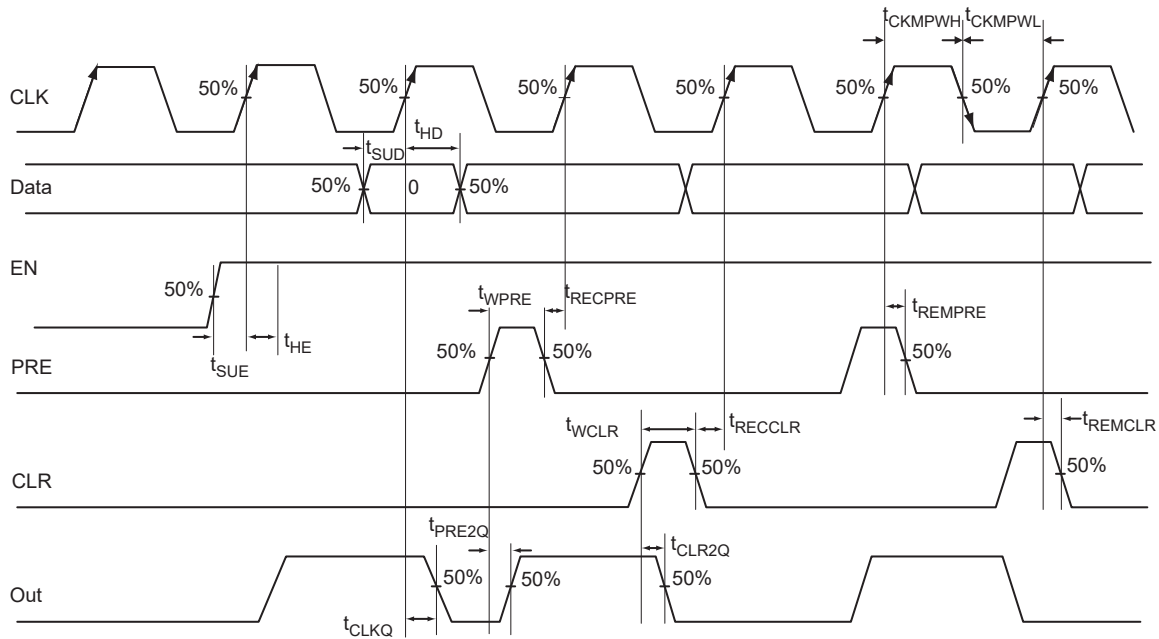 tCKMPWH tCKMPWL
CLK 50% 50% 50% 50% 50% 50% 50%
50%
tSUD tHD
Data 50% 0 50%
EN 50%
tSUE tHE
tWPRE tRECPRE tREMPRE
PRE 50% 50% 50%
tWCLR tRECCLR tREMCLR
CLR 50% 50% 50%
tPRE2Q tCLR2Q
Out 50% 50% 50%
tCLKQ